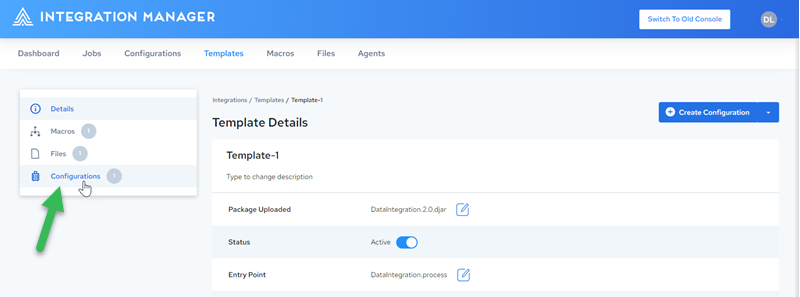 INTEGRATION MANAGER
Switch To Old Console
DL
Dashboard Jobs Configurations Templates Macros Files Agents
Details
Macros 1
Files 1
Configurations 1
Integrations / Templates / Template-1
Template Details
Create Configuration
Template-1
Type to change description
Package Uploaded DataIntegration.2.0.djar
Status Active
Entry Point DataIntegration.process